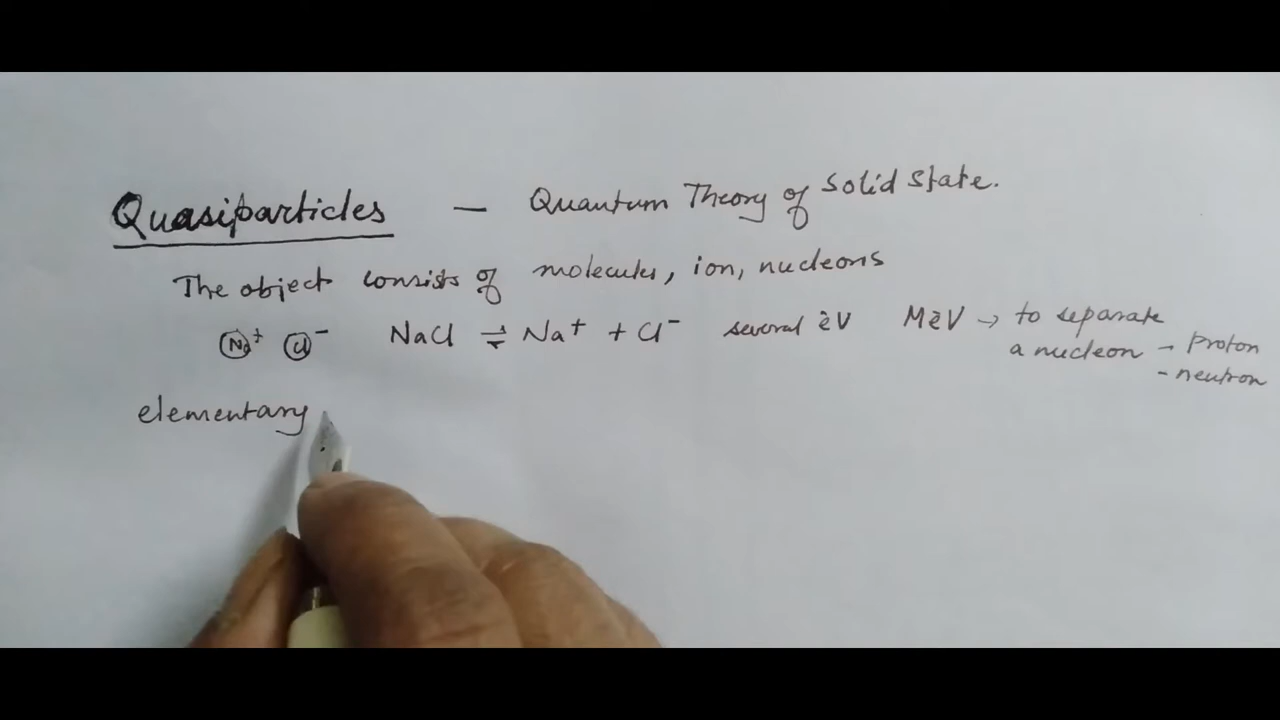 Quasiparticles — Quantum Theory of Solid State.
The object consists of molecules, ion, nucleons
Na⁺ Cl⁻ NaCl ⇌ Na⁺ + Cl⁻ several eV MeV → to separate
a nucleon - proton
- neutron
elementary